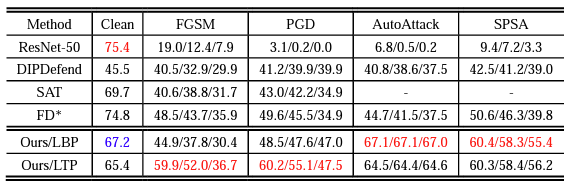 Method Clean FGSM PGD AutoAttack SPSA
ResNet-50 75.4 19.0/12.4/7.9 3.1/0.2/0.0 6.8/0.5/0.2 9.4/7.2/3.3
DIPDefend 45.5 40.5/32.9/29.9 41.2/39.9/39.9 40.8/38.6/37.5 42.5/41.2/39.0
SAT 69.7 40.6/38.8/31.7 43.0/42.2/34.9 - -
FD* 74.8 48.5/43.7/35.9 49.6/45.5/34.9 44.7/41.5/37.5 50.6/46.3/39.8
Ours/LBP 67.2 44.9/37.8/30.4 48.5/47.6/47.0 67.1/67.1/67.0 60.4/58.3/55.4
Ours/LTP 65.4 59.9/52.0/36.7 60.2/55.1/47.5 64.5/64.4/64.6 60.3/58.4/56.2